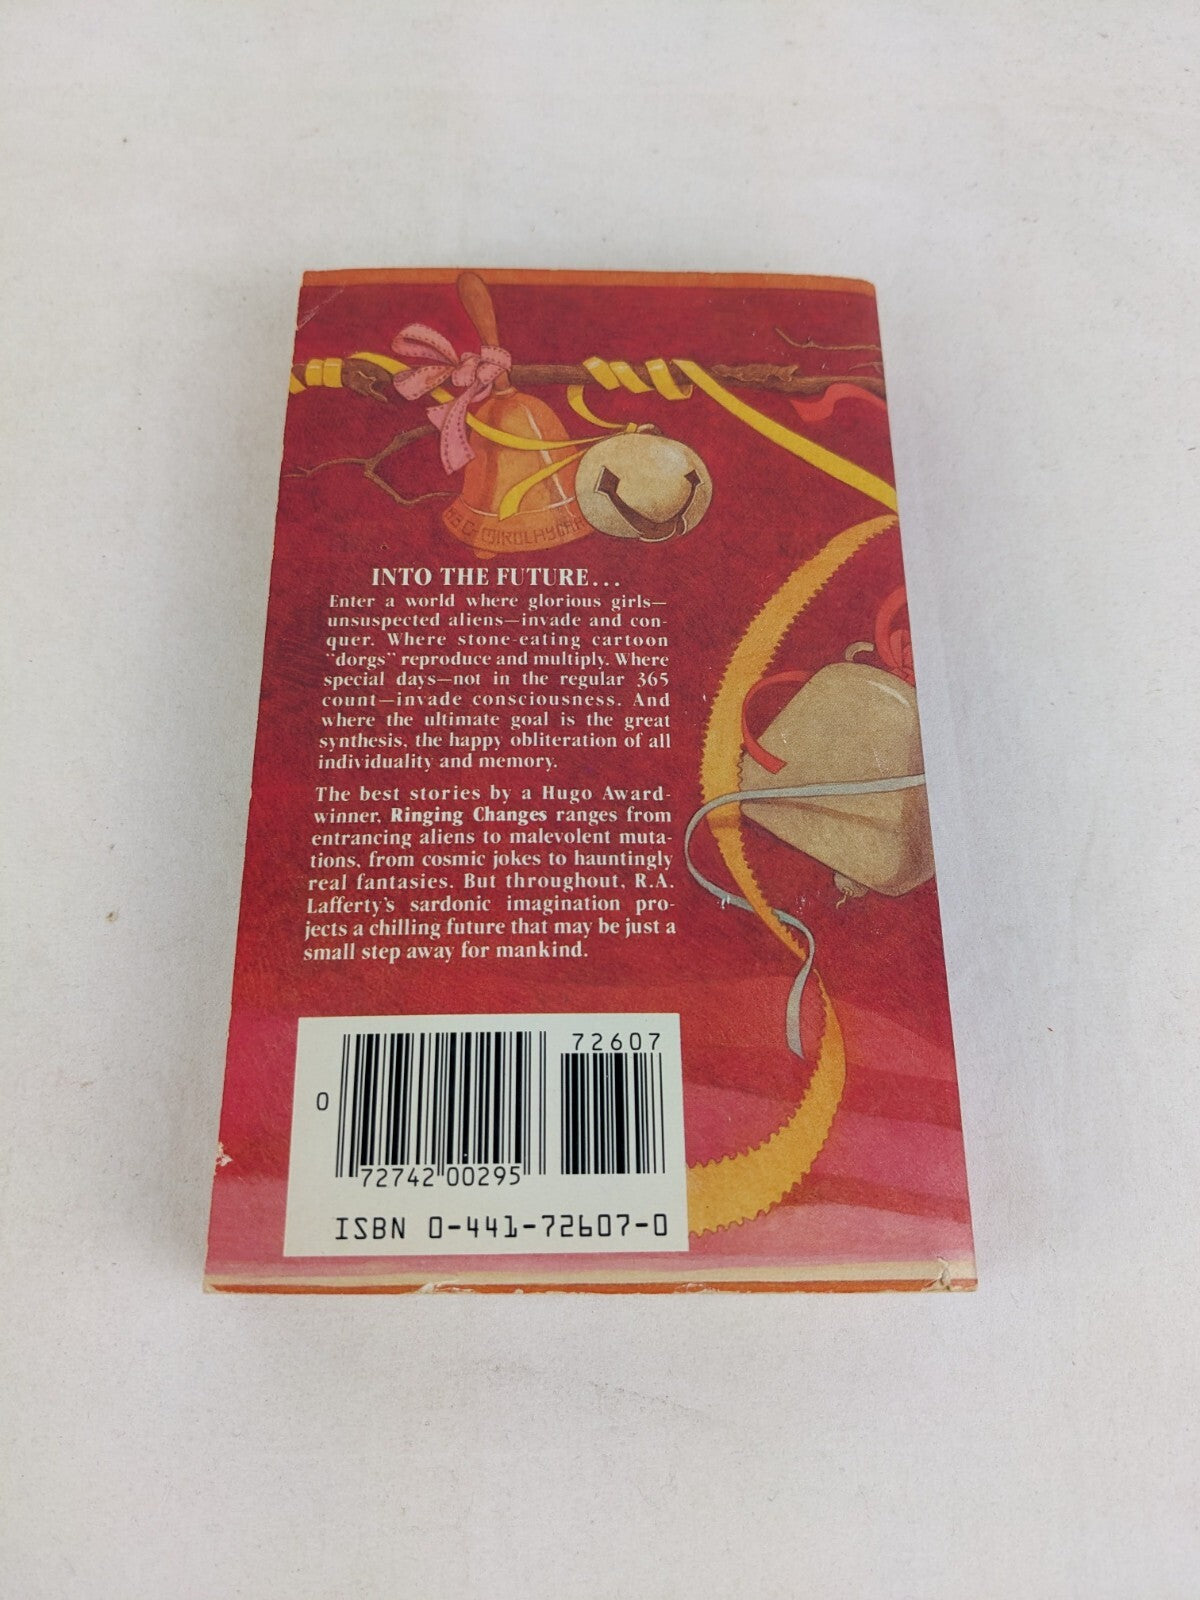 INTO THE FUTURE...
Enter a world where glorious girls—
unsuspected aliens—invade and con-
quer. Where stone-eating cartoon
"dorgs" reproduce and multiply. Where
special days—not in the regular 365
count—invade consciousness. And
where the ultimate goal is the great
synthesis, the happy obliteration of all
individuality and memory.
The best stories by a Hugo Award-
winner, Ringing Changes ranges from
entrancing aliens to malevolent muta-
tions, from cosmic jokes to hauntingly
real fantasies. But throughout, R.A.
Lafferty's sardonic imagination pro-
jects a chilling future that may be just a
small step away for mankind.
72607
0
72742 00295
ISBN 0-441-72607-0